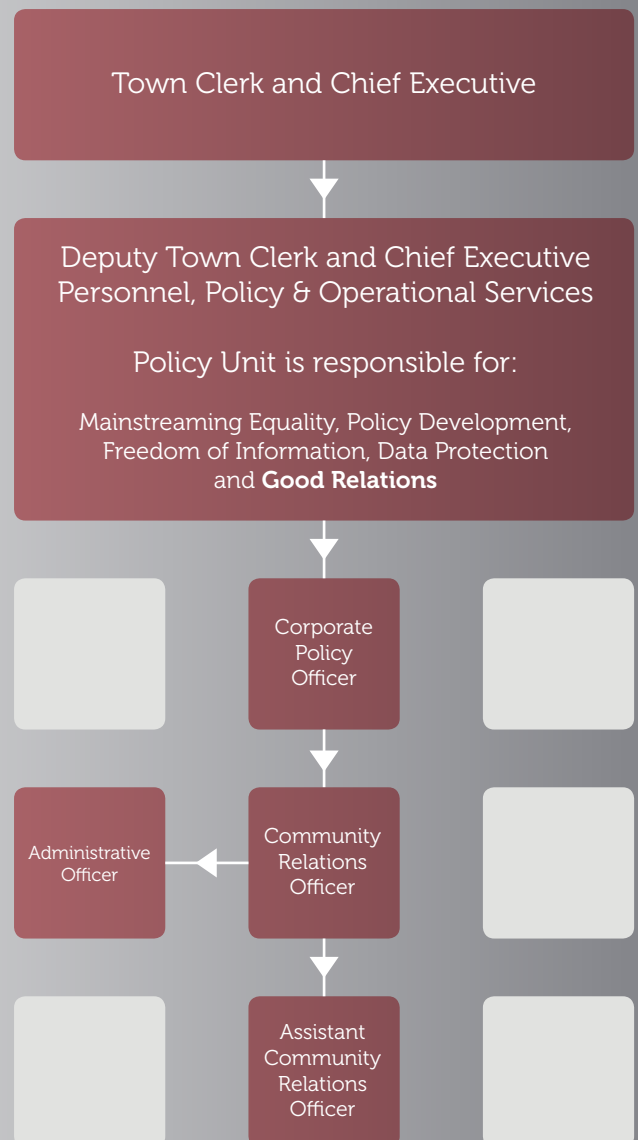 Town Clerk and Chief Executive
Deputy Town Clerk and Chief Executive
Personnel, Policy & Operational Services
Policy Unit is responsible for:
Mainstreaming Equality, Policy Development,
Freedom of Information, Data Protection
and Good Relations
Corporate
Policy
Officer
Administrative
Officer
Community
Relations
Officer
Assistant
Community
Relations
Officer